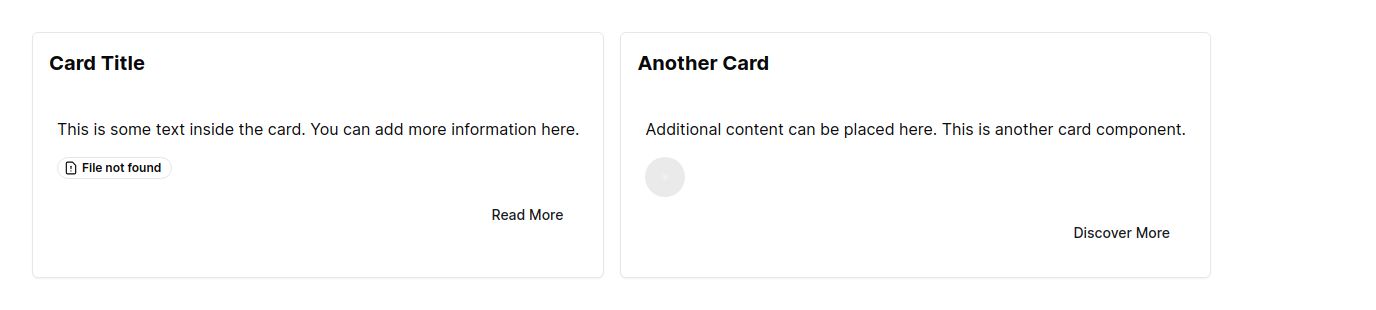 Card Title
This is some text inside the card. You can add more information here.
File not found
Read More
Another Card
Additional content can be placed here. This is another card component.
Discover More